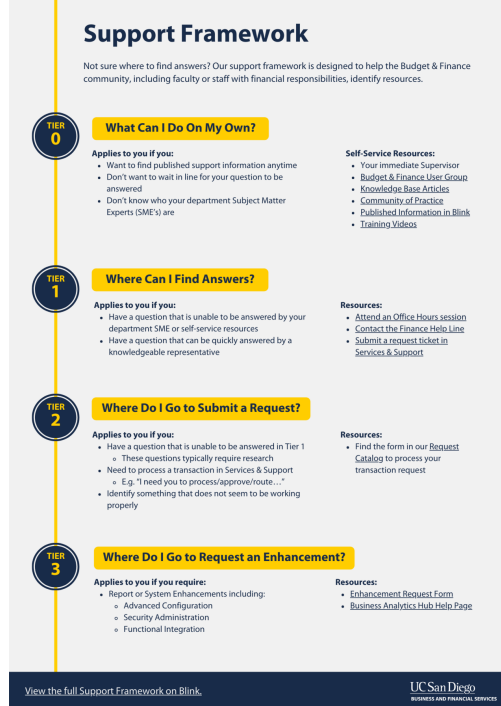 Support Framework
Not sure where to find answers? Our support framework is designed to help the Budget & Finance
community, including faculty or staff with financial responsibilities, identify resources.
TIER
0
What Can I Do On My Own?
Applies to you if you:
• Want to find published support information anytime
• Don't want to wait in line for your question to be
answered
• Don't know who your department Subject Matter
Experts (SME's) are
Self-Service Resources:
• Your immediate Supervisor
• Budget & Finance User Group
• Knowledge Base Articles
• Community of Practice
• Published Information in Blink
• Training Videos
TIER
1
Where Can I Find Answers?
Applies to you if you:
• Have a question that is unable to be answered by your
department SME or self-service resources
• Have a question that can be quickly answered by a
knowledgeable representative
Resources:
• Attend an Office Hours session
• Contact the Finance Help Line
• Submit a request ticket in
Services & Support
TIER
2
Where Do I Go to Submit a Request?
Applies to you if you:
• Have a question that is unable to be answered in Tier 1
o These questions typically require research
• Need to process a transaction in Services & Support
o E.g. "I need you to process/approve/route…"
• Identify something that does not seem to be working
properly
Resources:
• Find the form in our Request
Catalog to process your
transaction request
TIER
3
Where Do I Go to Request an Enhancement?
Applies to you if you require:
• Report or System Enhancements including:
o Advanced Configuration
o Security Administration
o Functional Integration
Resources:
• Enhancement Request Form
• Business Analytics Hub Help Page
View the full Support Framework on Blink.
UC San Diego
BUSINESS AND FINANCIAL SERVICES